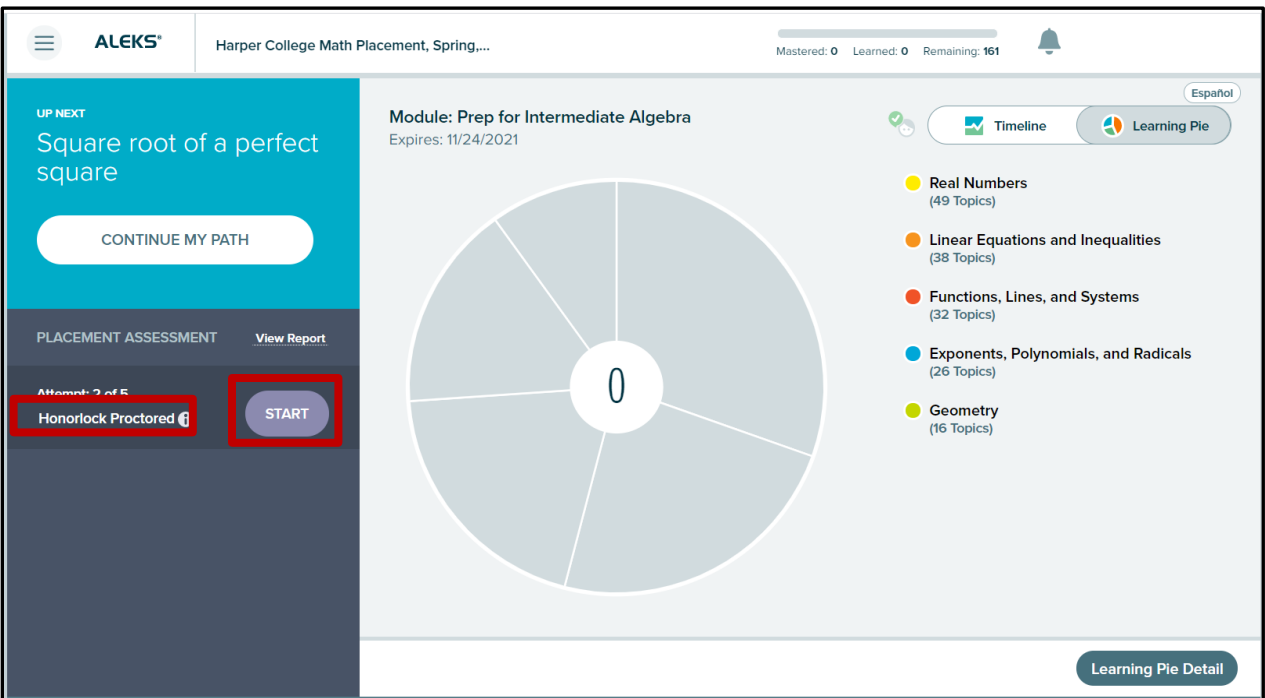 ALEKS®
Harper College Math Placement, Spring,...
Mastered: 0 Learned: 0 Remaining: 161
UP NEXT
Square root of a perfect
square
CONTINUE MY PATH
PLACEMENT ASSESSMENT View Report
Attempt: 2 of 5
Honorlock Proctored
START
Español
Module: Prep for Intermediate Algebra
Expires: 11/24/2021
Timeline
Learning Pie
0
Real Numbers
(49 Topics)
Linear Equations and Inequalities
(38 Topics)
Functions, Lines, and Systems
(32 Topics)
Exponents, Polynomials, and Radicals
(26 Topics)
Geometry
(16 Topics)
Learning Pie Detail